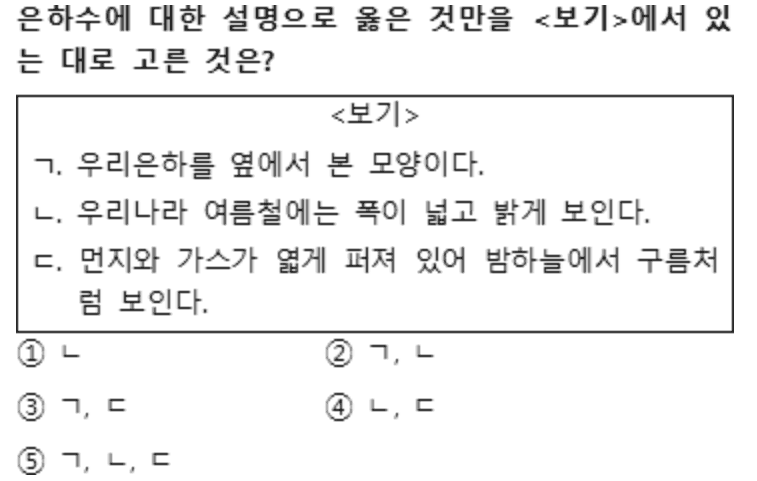 은하수에 대한 설명으로 옳은 것만을 <보기>에서 있
는 대로 고른 것은?
<보기>
ㄱ. 우리은하를 옆에서 본 모양이다.
ㄴ. 우리나라 여름철에는 폭이 넓고 밝게 보인다.
ㄷ. 먼지와 가스가 엷게 퍼져 있어 밤하늘에서 구름처
럼 보인다.
① ㄴ ② ㄱ, ㄴ
③ ㄱ, ㄷ ④ ㄴ, ㄷ
⑤ ㄱ, ㄴ, ㄷ